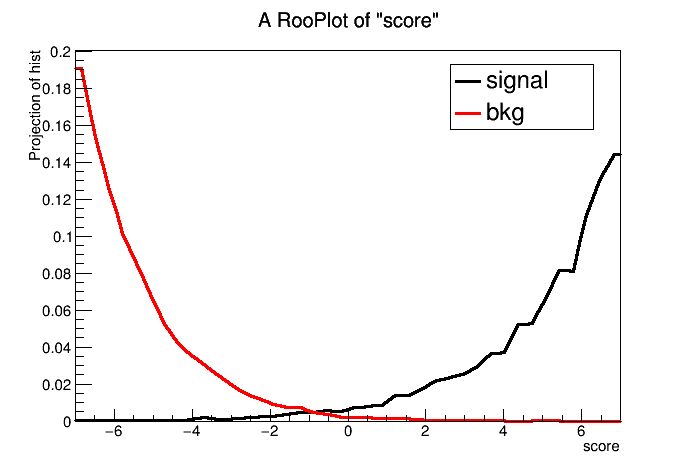 A RooPlot of "score"
Projection of hist
0.2
0.18
0.16
0.14
0.12
0.1
0.08
0.06
0.04
0.02
0
signal
bkg
−6 −4 −2 0 2 4 6
score